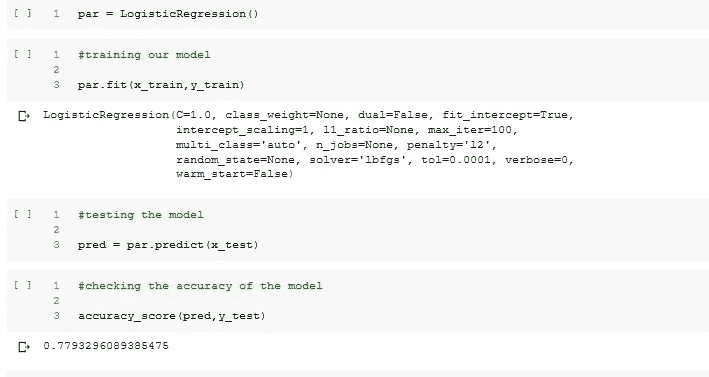 [ ] 1 par = LogisticRegression()
[ ] 1 #training our model
2
3 par.fit(x_train,y_train)
LogisticRegression(C=1.0, class_weight=None, dual=False, fit_intercept=True,
intercept_scaling=1, l1_ratio=None, max_iter=100,
multi_class='auto', n_jobs=None, penalty='l2',
random_state=None, solver='lbfgs', tol=0.0001, verbose=0,
warm_start=False)
[ ] 1 #testing the model
2
3 pred = par.predict(x_test)
[ ] 1 #checking the accuracy of the model
2
3 accuracy_score(pred,y_test)
0.7793296089385475